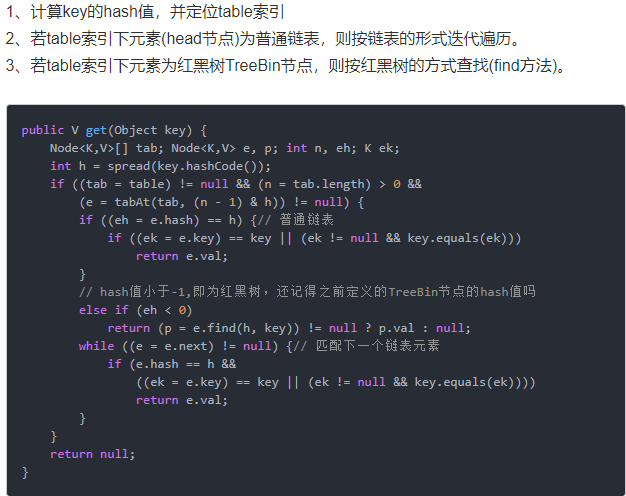 1、计算key的hash值，并定位table索引
2、若table索引下元素(head节点)为普通链表，则按链表的形式迭代遍历。
3、若table索引下元素为红黑树TreeBin节点，则按红黑树的方式查找(find方法)。
public V get(Object key) {
    Node<K,V>[] tab; Node<K,V> e, p; int n, eh; K ek;
    int h = spread(key.hashCode());
    if ((tab = table) != null && (n = tab.length) > 0 &&
        (e = tabAt(tab, (n - 1) & h)) != null) {
        if ((eh = e.hash) == h) {// 普通链表
            if ((ek = e.key) == key || (ek != null && key.equals(ek)))
                return e.val;
        }
        // hash值小于-1,即为红黑树，还记得之前定义的TreeBin节点的hash值吗
        else if (eh < 0)
            return (p = e.find(h, key)) != null ? p.val : null;
        while ((e = e.next) != null) {// 匹配下一个链表元素
            if (e.hash == h &&
                ((ek = e.key) == key || (ek != null && key.equals(ek))))
                return e.val;
        }
    }
    return null;
}